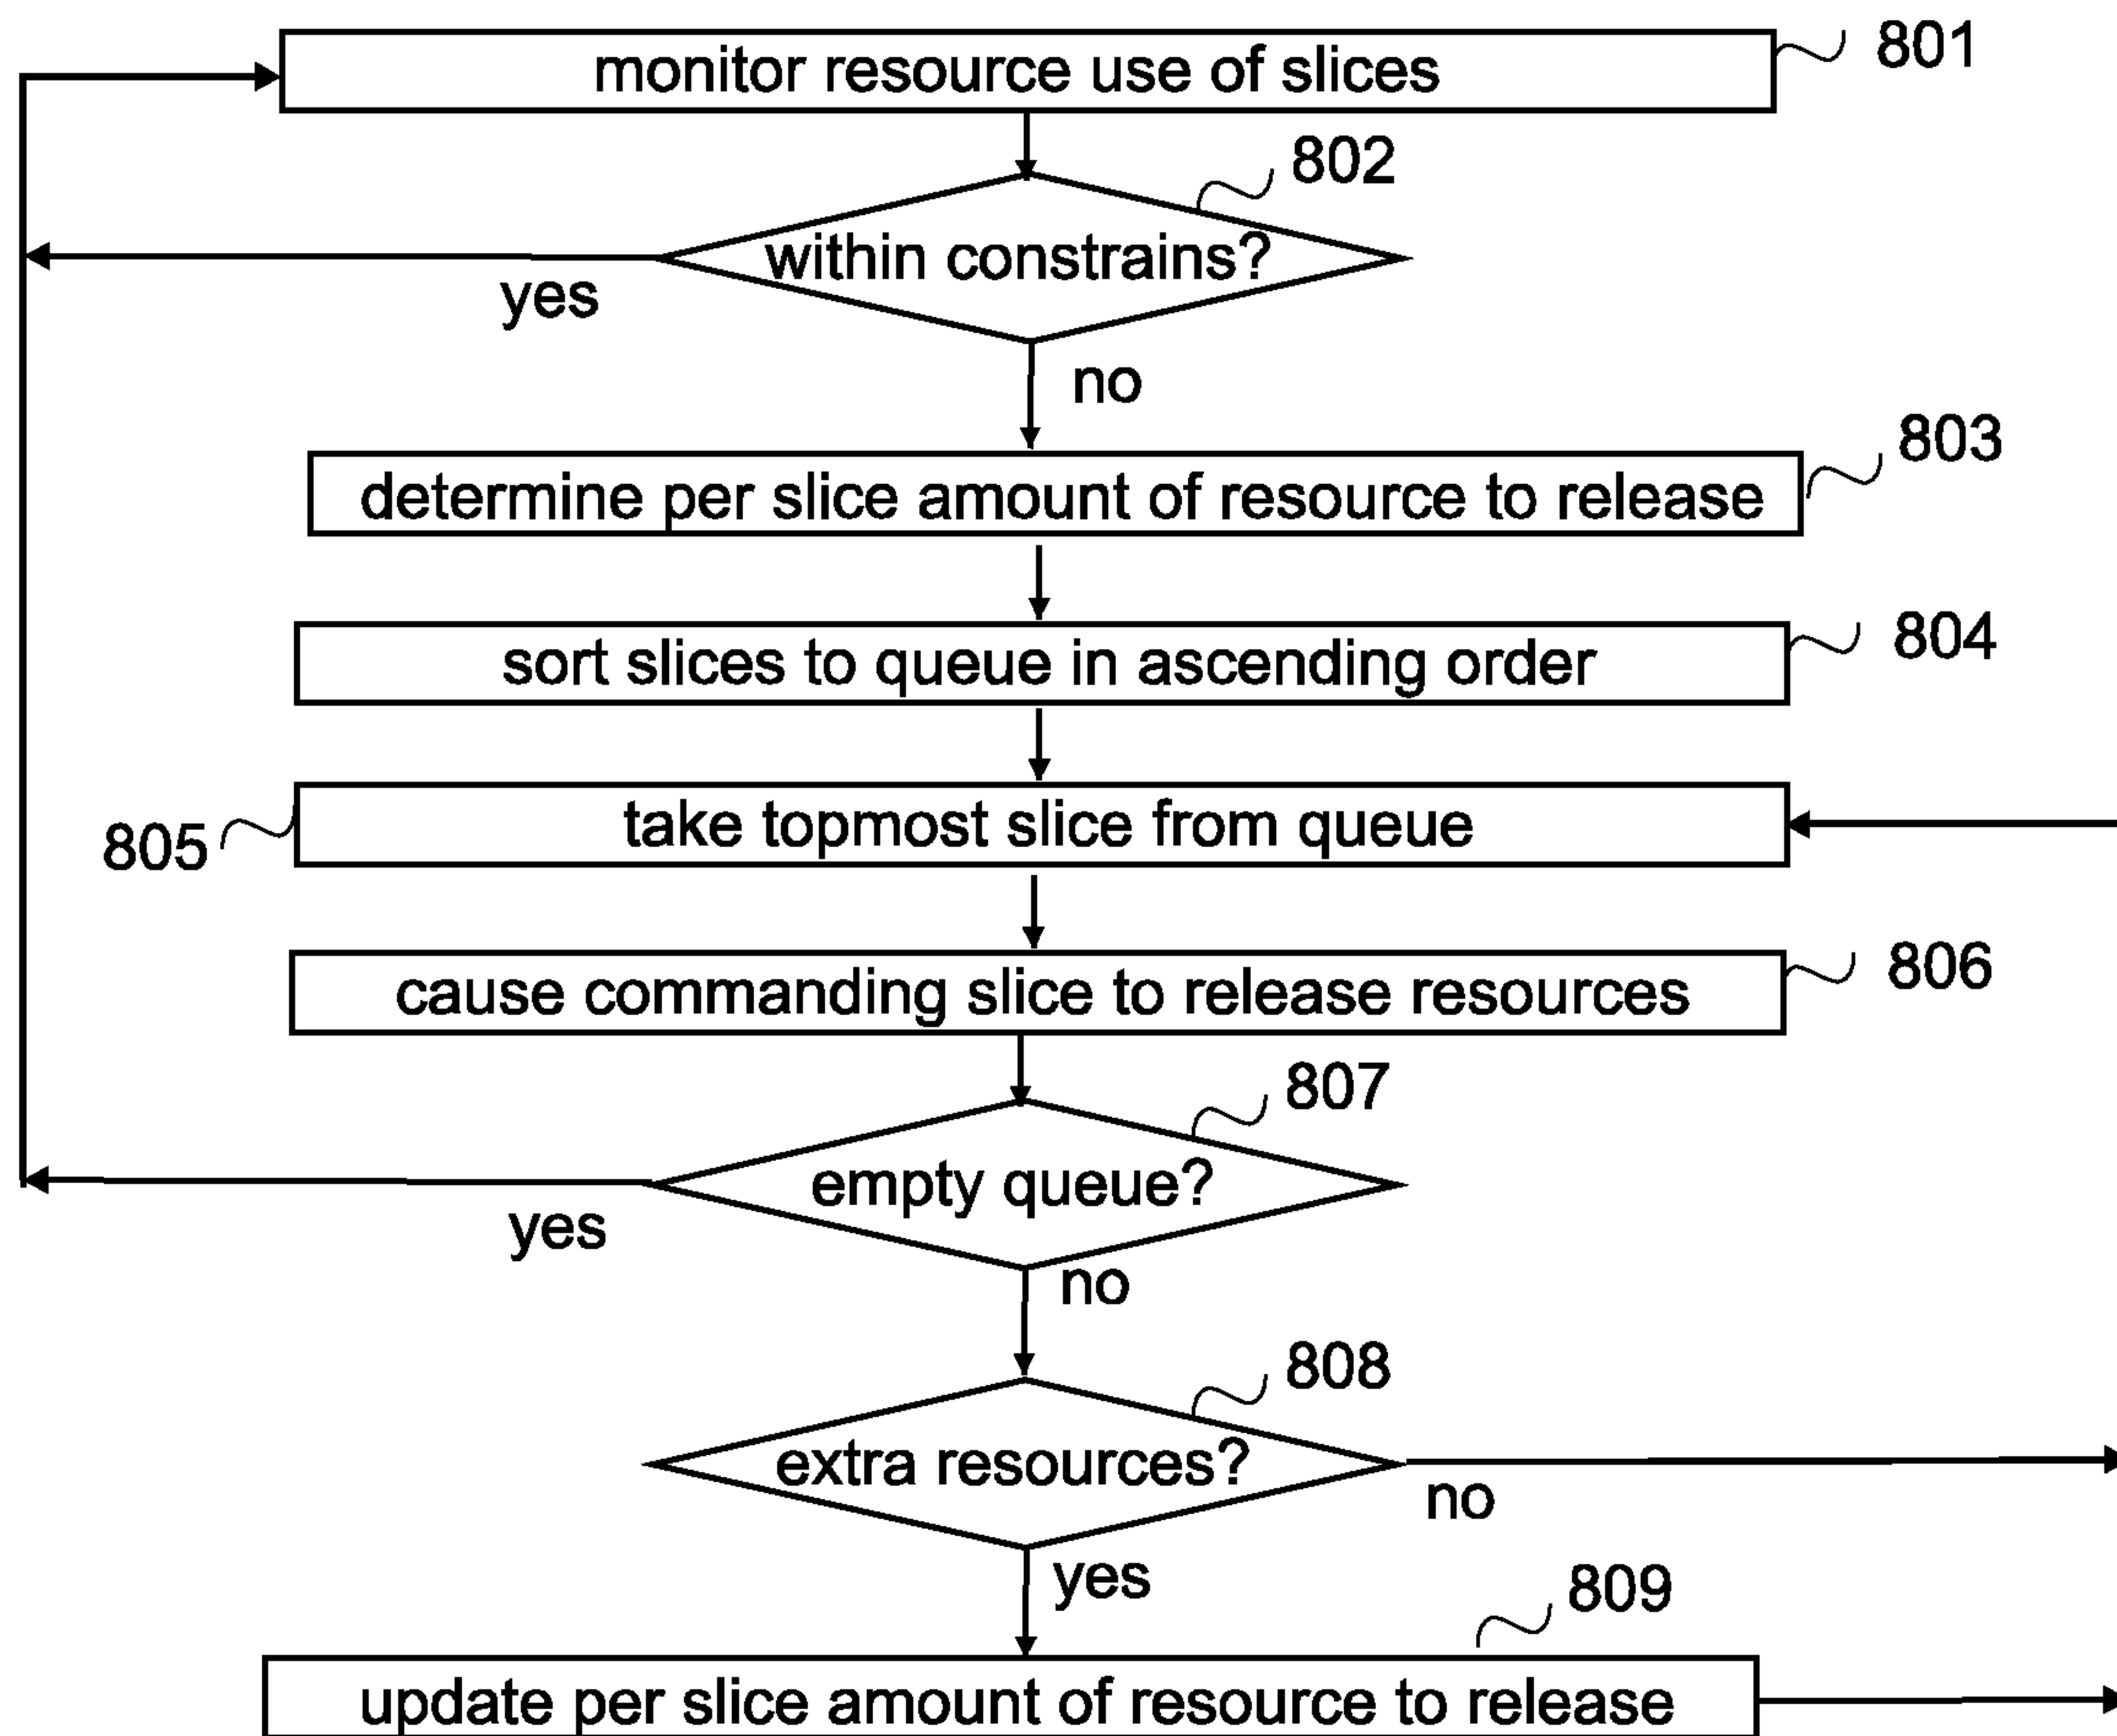 monitor resource use of slices
801
802
within constrains?
yes
no
803
determine per slice amount of resource to release
804
sort slices to queue in ascending order
take topmost slice from queue
805
cause commanding slice to release resources
806
807
empty queue?
yes
no
808
extra resources?
no
yes
809
update per slice amount of resource to release